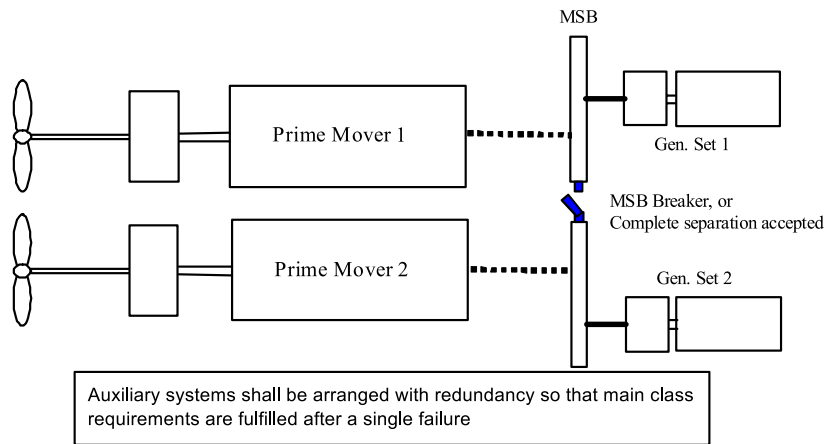 MSB
Prime Mover 1
Gen. Set 1
MSB Breaker, or
Complete separation accepted
Prime Mover 2
Gen. Set 2
Auxiliary systems shall be arranged with redundancy so that main class
requirements are fulfilled after a single failure